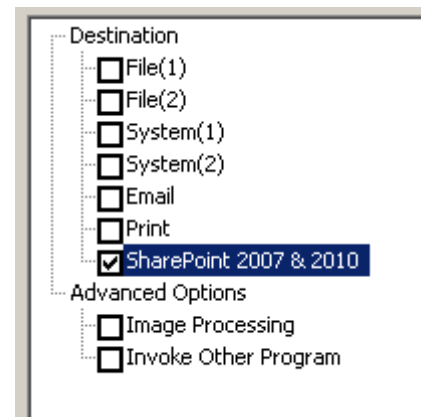 Destination
File(1)
File(2)
System(1)
System(2)
Email
Print
SharePoint 2007 & 2010
Advanced Options
Image Processing
Invoke Other Program